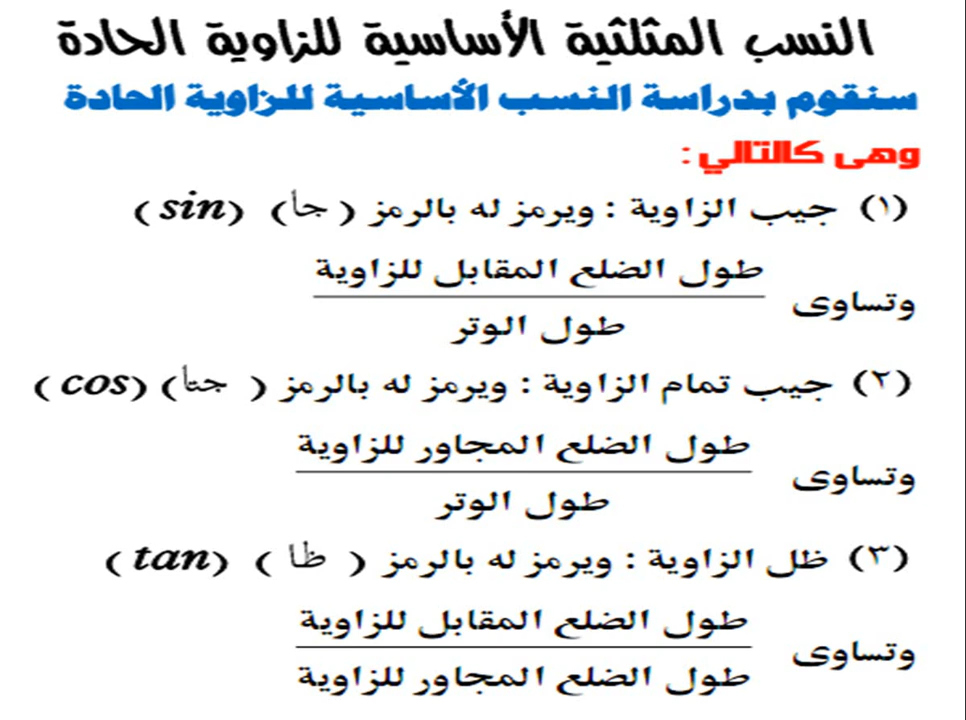 النسب المثلثية الأساسية للزاوية الحادة
سنقوم بدراسة النسب الأساسية للزاوية الحادة
وهى كالتالي :
(١) جيب الزاوية : ويرمز له بالرمز ( جا ) (sin)
طول الضلع المقابل للزاوية
وتساوى
طول الوتر
(٢) جيب تمام الزاوية : ويرمز له بالرمز ( جتا ) (cos)
طول الضلع المجاور للزاوية
وتساوى
طول الوتر
(٣) ظل الزاوية : ويرمز له بالرمز ( ظا ) (tan)
طول الضلع المقابل للزاوية
وتساوى
طول الضلع المجاور للزاوية